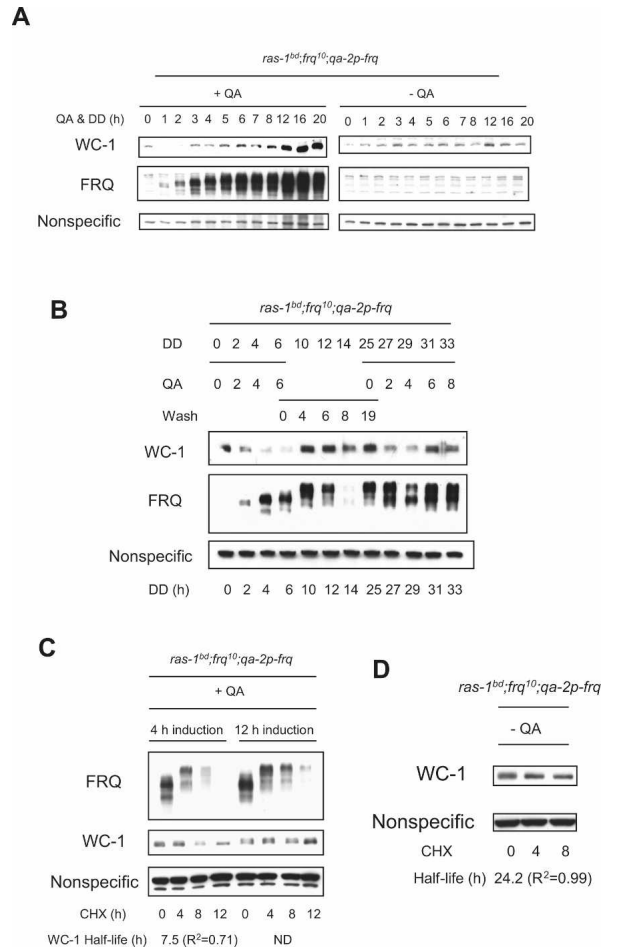 A
ras-1bd;frq10;qa-2p-frq
+ QA - QA
QA & DD (h) 0 1 2 3 4 5 6 7 8 12 16 20 0 1 2 3 4 5 6 7 8 12 16 20
WC-1
FRQ
Nonspecific
B
ras-1bd;frq10;qa-2p-frq
DD 0 2 4 6 10 12 14 25 27 29 31 33
QA 0 2 4 6 0 2 4 6 8
Wash 0 4 6 8 19
WC-1
FRQ
Nonspecific
DD (h) 0 2 4 6 10 12 14 25 27 29 31 33
C
ras-1bd;frq10;qa-2p-frq
+ QA
4 h induction 12 h induction
FRQ
WC-1
Nonspecific
CHX (h) 0 4 8 12 0 4 8 12
WC-1 Half-life (h) 7.5 (R2=0.71) ND
D
ras-1bd;frq10;qa-2p-frq
- QA
WC-1
Nonspecific
CHX 0 4 8
Half-life (h) 24.2 (R2=0.99)